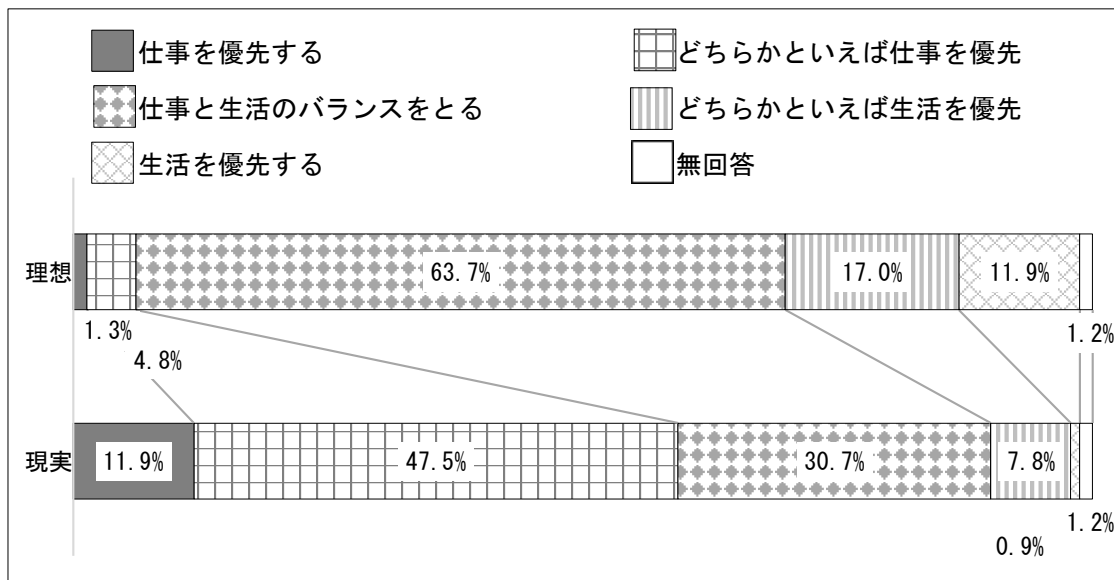 仕事を優先する
どちらかといえば仕事を優先
仕事と生活のバランスをとる
どちらかといえば生活を優先
生活を優先する
無回答
理想
63.7%
17.0%
11.9%
1.3%
4.8%
1.2%
現実
11.9%
47.5%
30.7%
7.8%
0.9%
1.2%